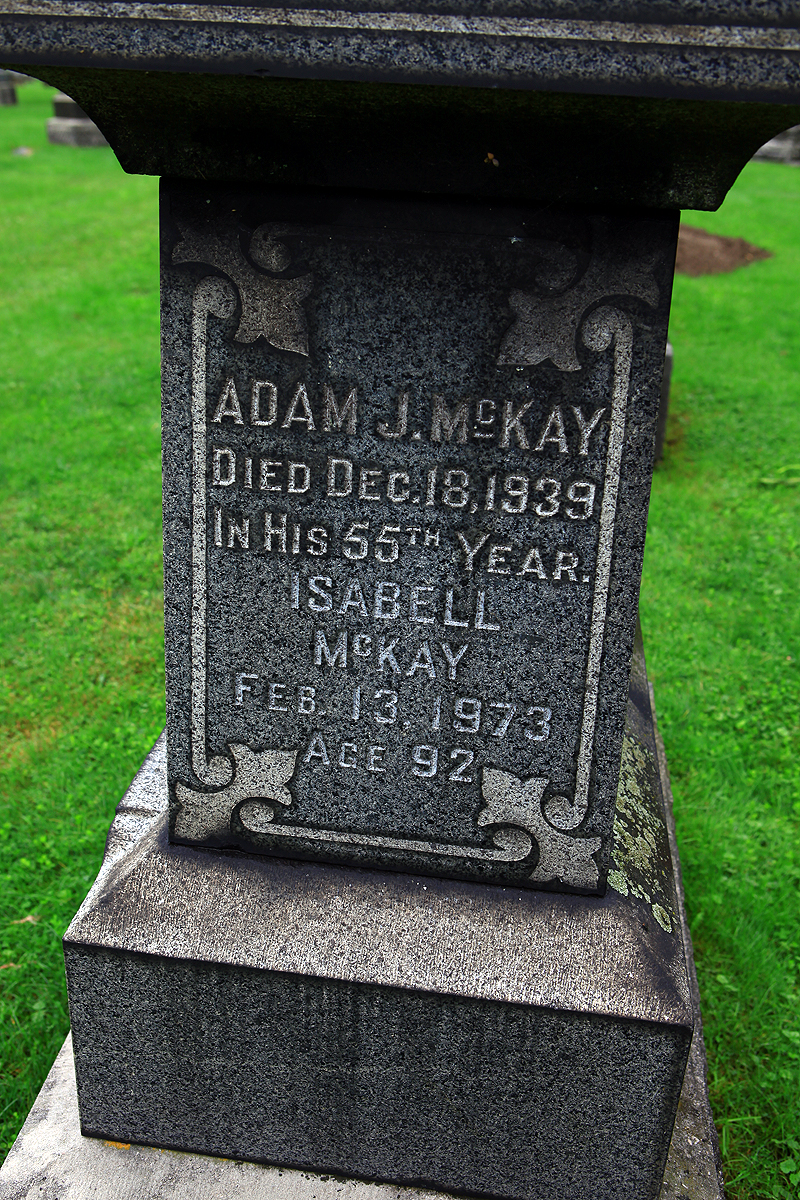 ADAM J. McKAY
DIED DEC. 18, 1939
IN HIS 55TH YEAR.
ISABELL
McKAY
FEB. 13, 1973
AGE 92